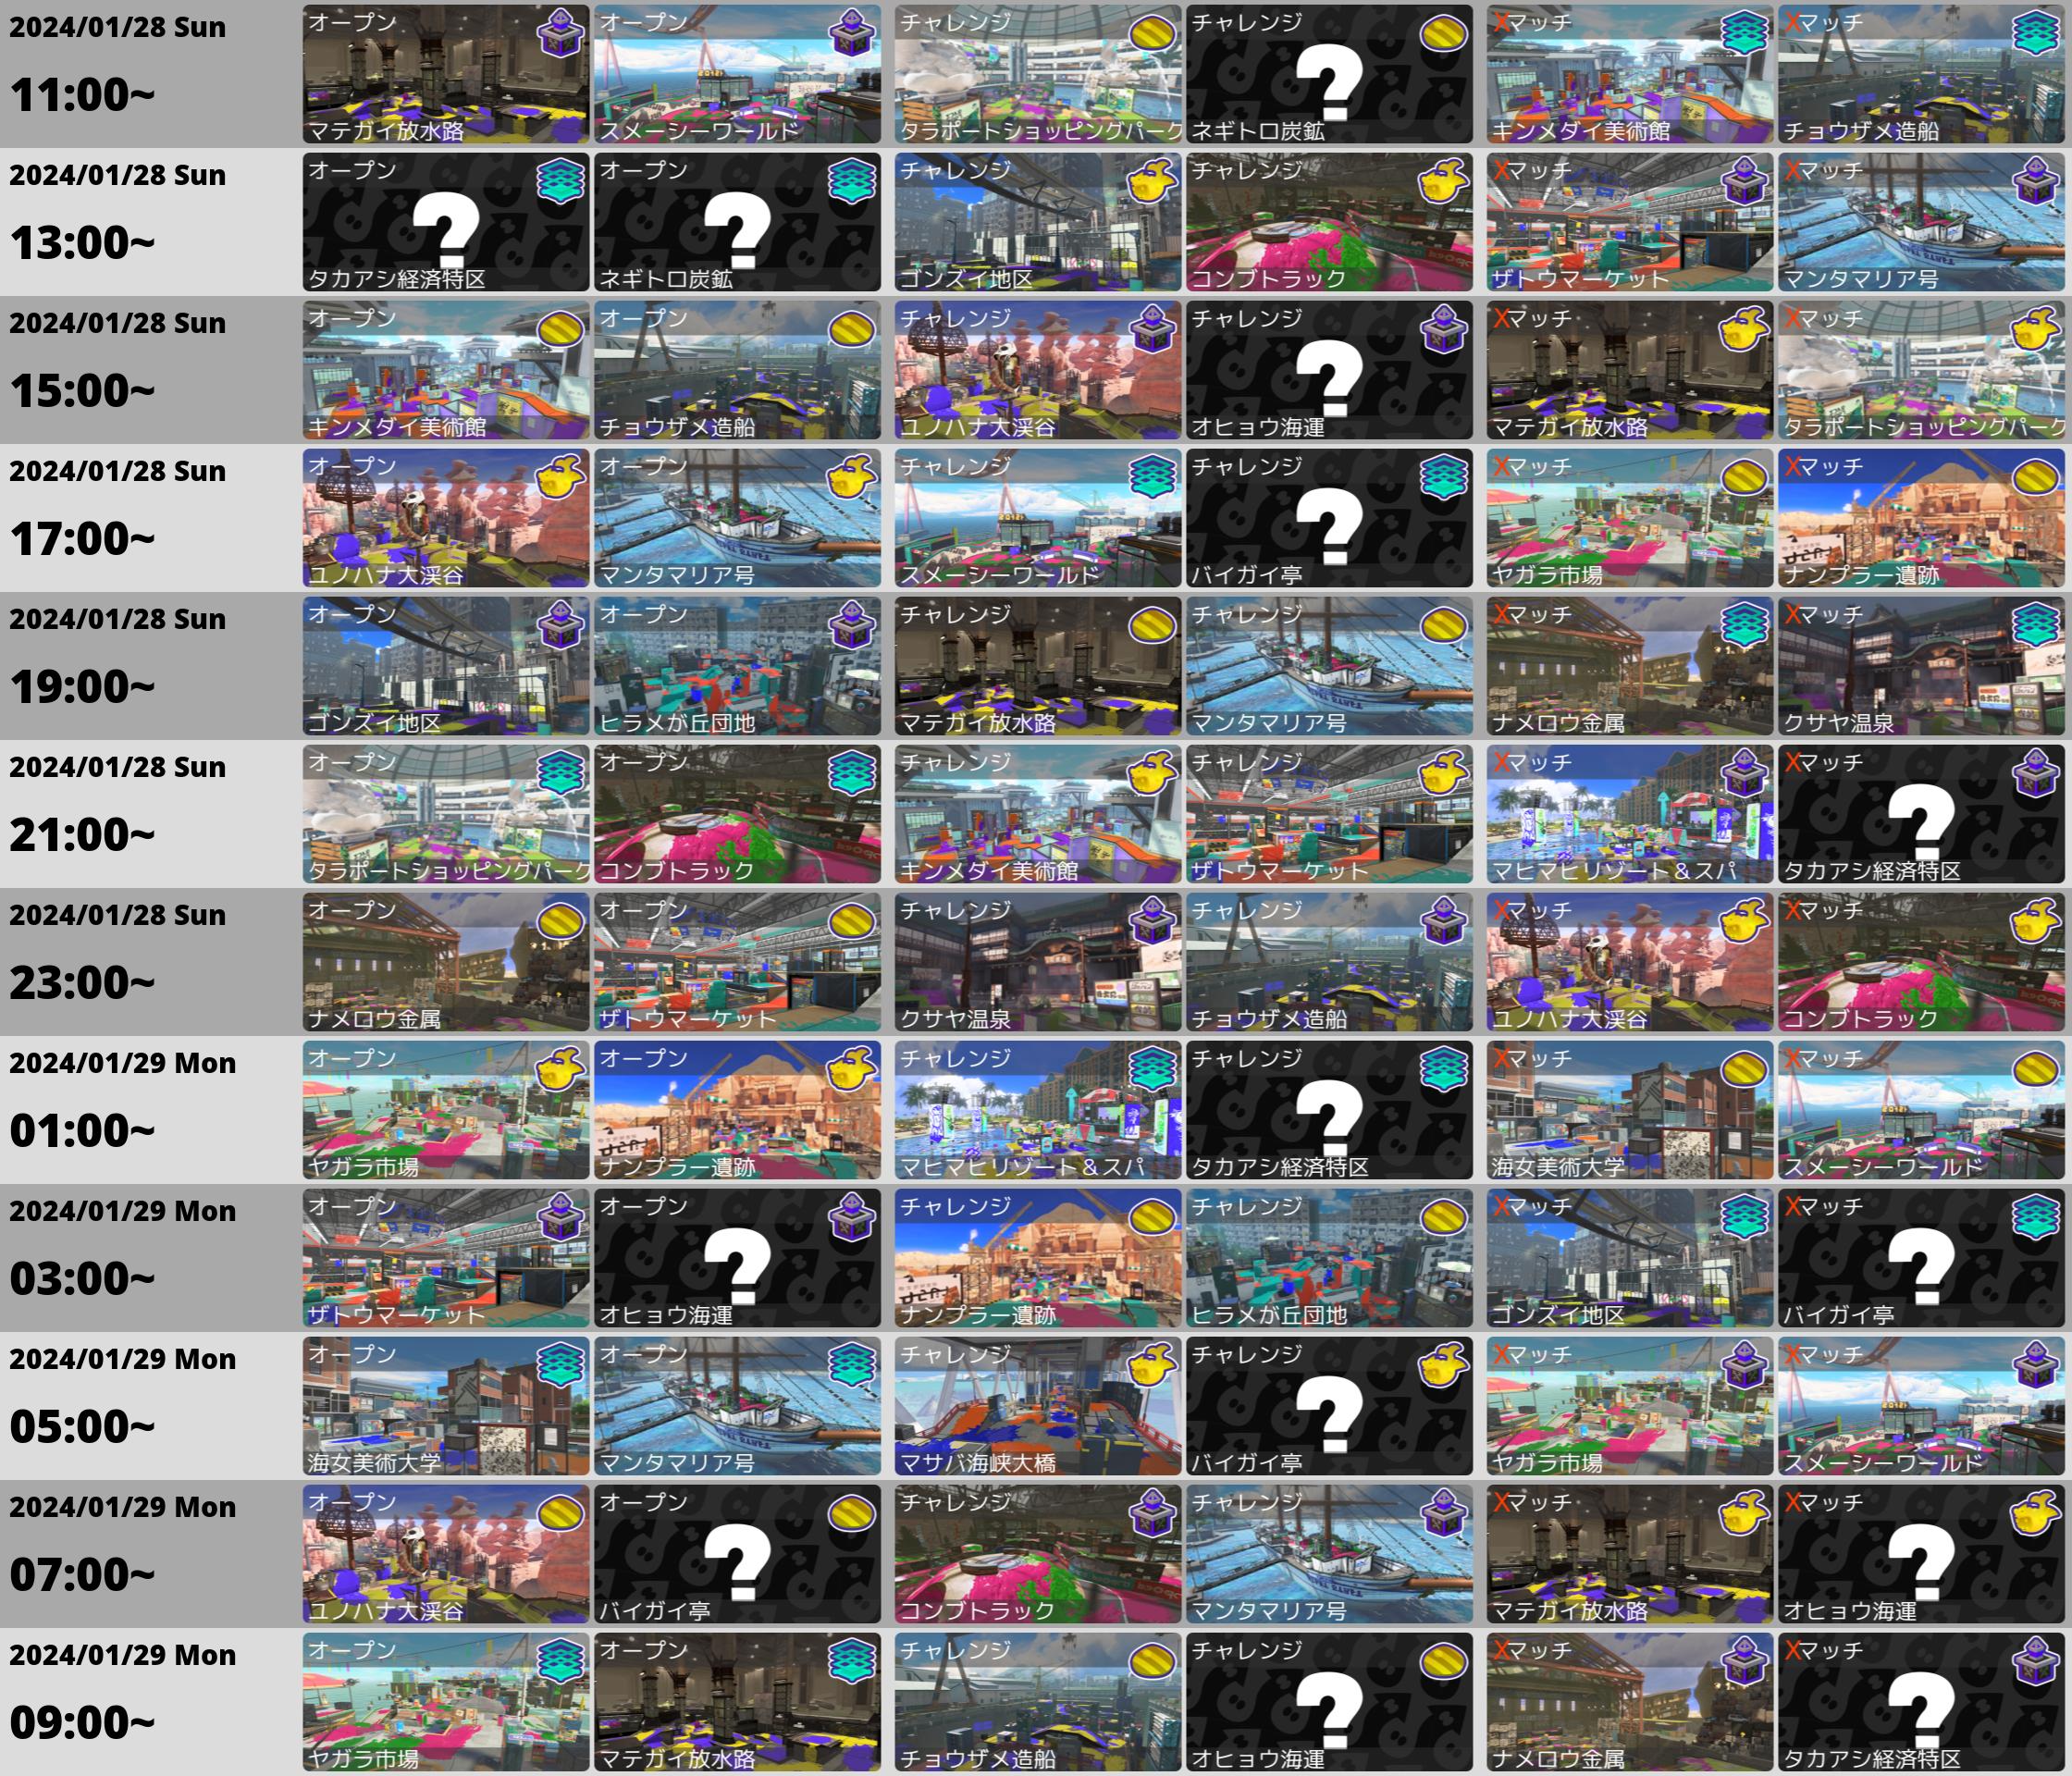 2024/01/28 Sun
11:00~
オープン
マテガイ放水路
オープン
スメーシーワールド
チャレンジ
タラポートショッピングパーク
チャレンジ
ネギトロ炭鉱
Xマッチ
キンメダイ美術館
Xマッチ
チョウザメ造船
2024/01/28 Sun
13:00~
オープン
?
タカアシ経済特区
オープン
?
ネギトロ炭鉱
チャレンジ
ゴンズイ地区
チャレンジ
コンブトラック
Xマッチ
ザトウマーケット
Xマッチ
マンタマリア号
2024/01/28 Sun
15:00~
オープン
キンメダイ美術館
オープン
チョウザメ造船
チャレンジ
ユノハナ大渓谷
チャレンジ
?
オヒョウ海運
Xマッチ
マテガイ放水路
Xマッチ
タラポートショッピングパーク
2024/01/28 Sun
17:00~
オープン
ユノハナ大渓谷
オープン
マンタマリア号
チャレンジ
スメーシーワールド
チャレンジ
?
バイガイ亭
Xマッチ
ヤガラ市場
Xマッチ
ナンプラー遺跡
2024/01/28 Sun
19:00~
オープン
ゴンズイ地区
オープン
ヒラメが丘団地
チャレンジ
マテガイ放水路
チャレンジ
マンタマリア号
Xマッチ
ナメロウ金属
Xマッチ
クサヤ温泉
2024/01/28 Sun
21:00~
オープン
タラポートショッピングパーク
オープン
コンブトラック
チャレンジ
キンメダイ美術館
チャレンジ
ザトウマーケット
Xマッチ
マヒマヒリゾート＆スパ
Xマッチ
?
タカアシ経済特区
2024/01/28 Sun
23:00~
オープン
ナメロウ金属
オープン
ザトウマーケット
チャレンジ
クサヤ温泉
チャレンジ
チョウザメ造船
Xマッチ
ユノハナ大渓谷
Xマッチ
コンブトラック
2024/01/29 Mon
01:00~
オープン
ヤガラ市場
オープン
ナンプラー遺跡
チャレンジ
マヒマヒリゾート＆スパ
チャレンジ
?
タカアシ経済特区
Xマッチ
海女美術大学
Xマッチ
スメーシーワールド
2024/01/29 Mon
03:00~
オープン
ザトウマーケット
オープン
?
オヒョウ海運
チャレンジ
ナンプラー遺跡
チャレンジ
ヒラメが丘団地
Xマッチ
ゴンズイ地区
Xマッチ
?
バイガイ亭
2024/01/29 Mon
05:00~
オープン
海女美術大学
オープン
マンタマリア号
チャレンジ
マサバ海峡大橋
チャレンジ
?
バイガイ亭
Xマッチ
ヤガラ市場
Xマッチ
スメーシーワールド
2024/01/29 Mon
07:00~
オープン
ユノハナ大渓谷
オープン
?
バイガイ亭
チャレンジ
コンブトラック
チャレンジ
マンタマリア号
Xマッチ
マテガイ放水路
Xマッチ
?
オヒョウ海運
2024/01/29 Mon
09:00~
オープン
ヤガラ市場
オープン
マテガイ放水路
チャレンジ
チョウザメ造船
チャレンジ
?
オヒョウ海運
Xマッチ
ナメロウ金属
Xマッチ
?
タカアシ経済特区